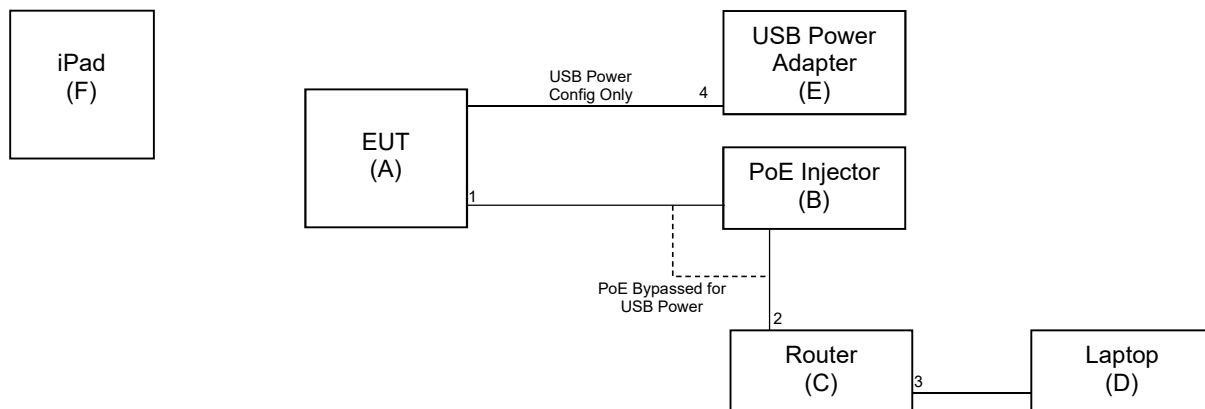 iPad
(F)
USB Power
Adapter
(E)
USB Power
Config Only
4
EUT
(A)
1
PoE Injector
(B)
PoE Bypassed for
USB Power
2
Router
(C)
3
Laptop
(D)